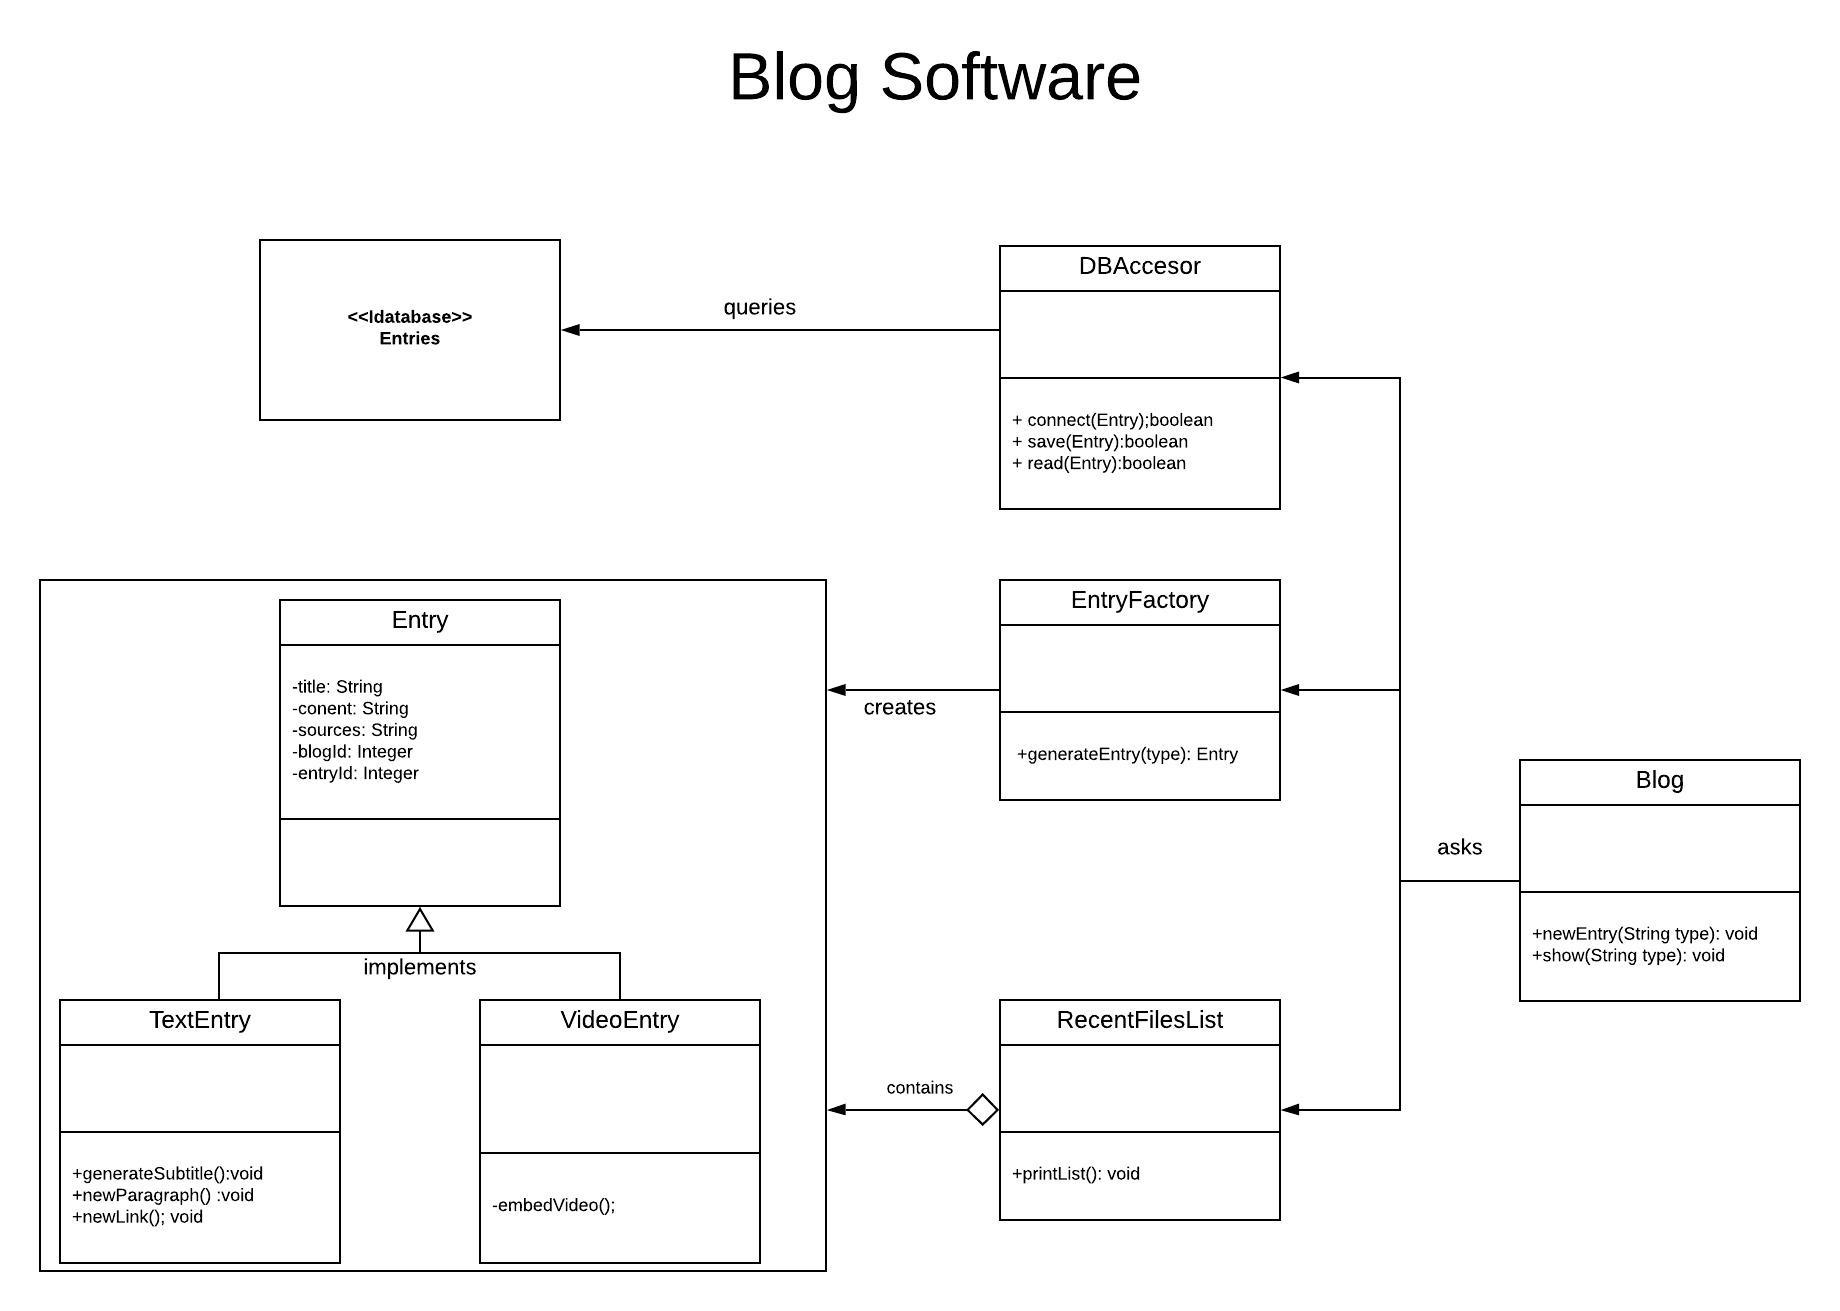 Blog Software
<<Idatabase>>
Entries
queries
DBAccesor
+ connect(Entry);boolean
+ save(Entry):boolean
+ read(Entry):boolean
Entry
-title: String
-conent: String
-sources: String
-blogId: Integer
-entryId: Integer
creates
EntryFactory
+generateEntry(type): Entry
asks
Blog
+newEntry(String type): void
+show(String type): void
implements
TextEntry
+generateSubtitle():void
+newParagraph() :void
+newLink(); void
VideoEntry
-embedVideo();
contains
RecentFilesList
+printList(): void